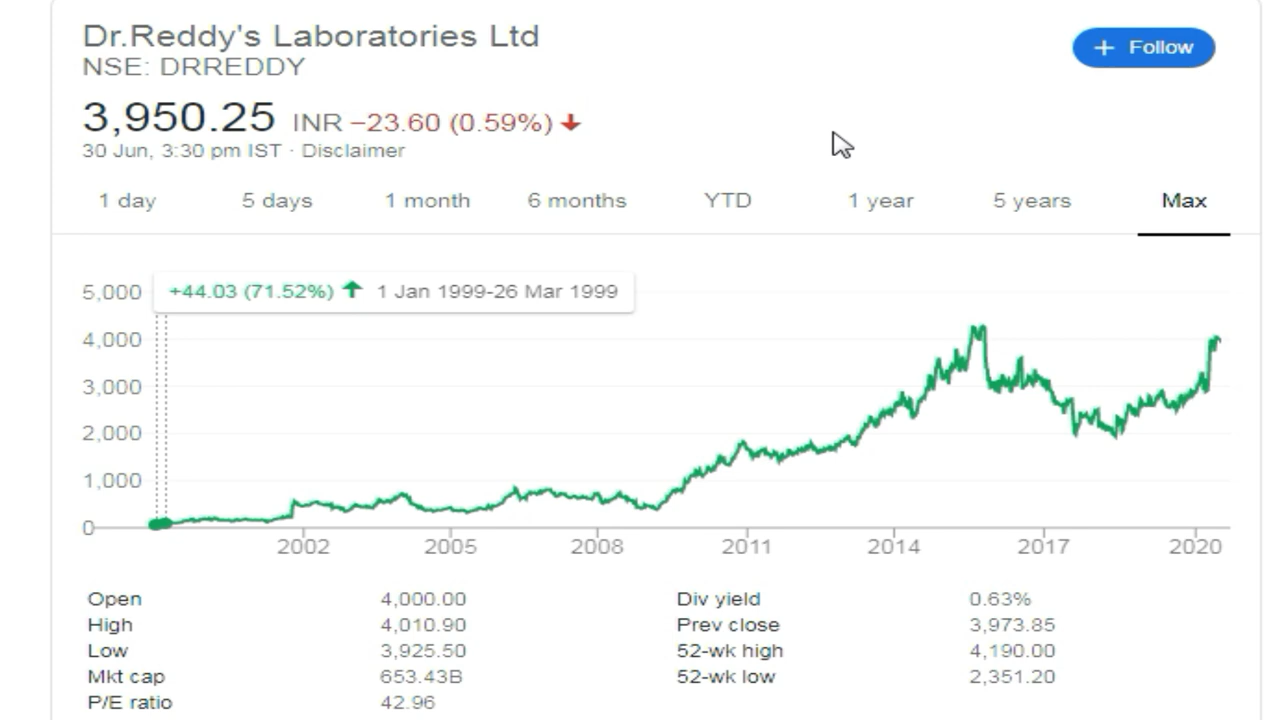 Dr.Reddy's Laboratories Ltd
+ Follow
NSE: DRREDDY
3,950.25 INR −23.60 (0.59%)
30 Jun, 3:30 pm IST · Disclaimer
1 day 5 days 1 month 6 months YTD 1 year 5 years Max
+44.03 (71.52%) 1 Jan 1999-26 Mar 1999
5,000
4,000
3,000
2,000
1,000
0
2002 2005 2008 2011 2014 2017 2020
Open 4,000.00 Div yield 0.63%
High 4,010.90 Prev close 3,973.85
Low 3,925.50 52-wk high 4,190.00
Mkt cap 653.43B 52-wk low 2,351.20
P/E ratio 42.96